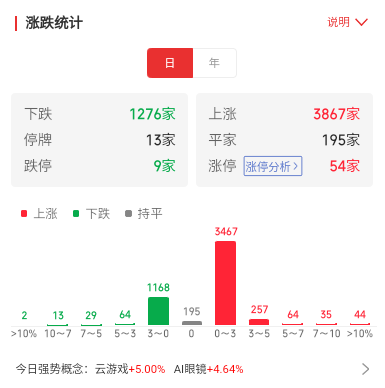 涨跌统计 说明
日 年
下跌 1276家 上涨 3867家
停牌 13家 平家 195家
跌停 9家 涨停 涨停分析 54家
上涨 下跌 持平
3467
1168
2 13 29 64 195 257 64 35 44
>10% 10~7 7~5 5~3 3~0 0 0~3 3~5 5~7 7~10 >10%
今日强势概念：云游戏+5.00% AI眼镜+4.64%